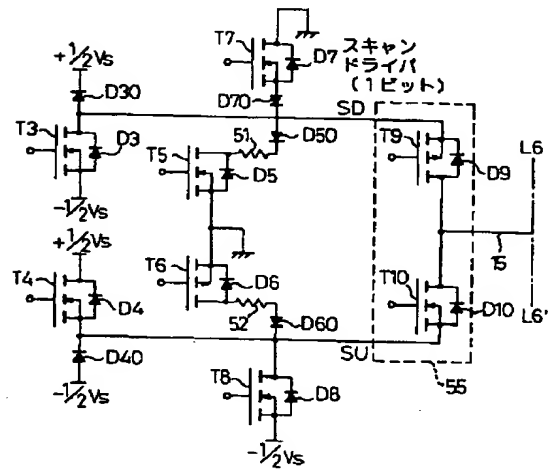 T7
D7
スキャン
ドライバ
(1ビット)
+1/2Vs
D30
D70
SD
T3
D3
51
D50
T9
D9
L6
T5
D5
-1/2Vs
+1/2Vs
15
T6
D6
T4
D4
52
D60
T10
D10
L6'
SU
D40
55
T8
D8
-1/2Vs
-1/2Vs